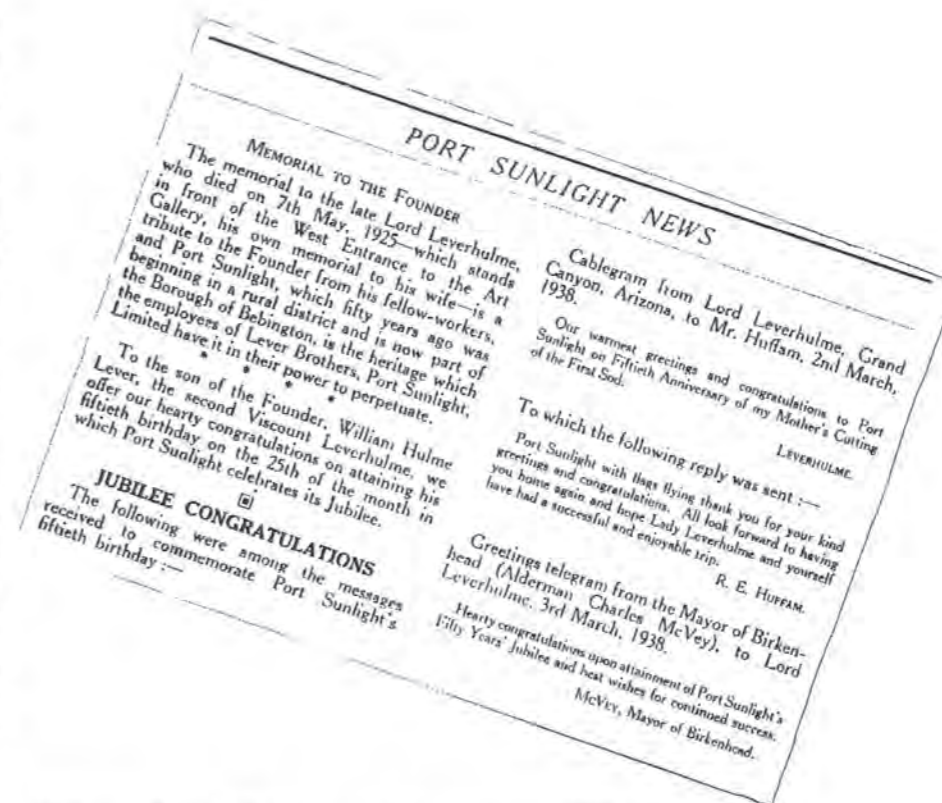 PORT SUNLIGHT NEWS
MEMORIAL TO THE FOUNDER
The memorial to the late Lord Leverhulme,
who died on 7th May, 1925—which stands
in front of the West Entrance to the Art
Gallery, his own memorial to his wife—is a
tribute to the Founder from his fellow-workers,
and Port Sunlight, which fifty years ago was
beginning in a rural district and is now part of
the Borough of Bebington, is the heritage which
the employees of Lever Brothers, Port Sunlight,
Limited have it in their power to perpetuate.
* * *
To the son of the Founder, William Hulme
Lever, the second Viscount Leverhulme, we
offer our hearty congratulations on attaining his
fiftieth birthday on the 25th of the month in
which Port Sunlight celebrates its Jubilee.
JUBILEE CONGRATULATIONS
The following were among the messages
received to commemorate Port Sunlight's
fiftieth birthday :—
Cablegram from Lord Leverhulme, Grand
Canyon, Arizona, to Mr. Huffam, 2nd March,
1938.
Our warmest greetings and congratulations to Port
Sunlight on Fiftieth Anniversary of my Mother's Cutting
of the First Sod.
LEVERHULME.
To which the following reply was sent :—
Port Sunlight with flags flying thank you for your kind
greetings and congratulations. All look forward to having
you home again and hope Lady Leverhulme and yourself
have had a successful and enjoyable trip.
R. E. HUFFAM.
Greetings telegram from the Mayor of Birken-
head (Alderman Charles McVey), to Lord
Leverhulme, 3rd March, 1938.
Hearty congratulations upon attainment of Port Sunlight's
Fifty Years' Jubilee and best wishes for continued success.
MCVEY, Mayor of Birkenhead.